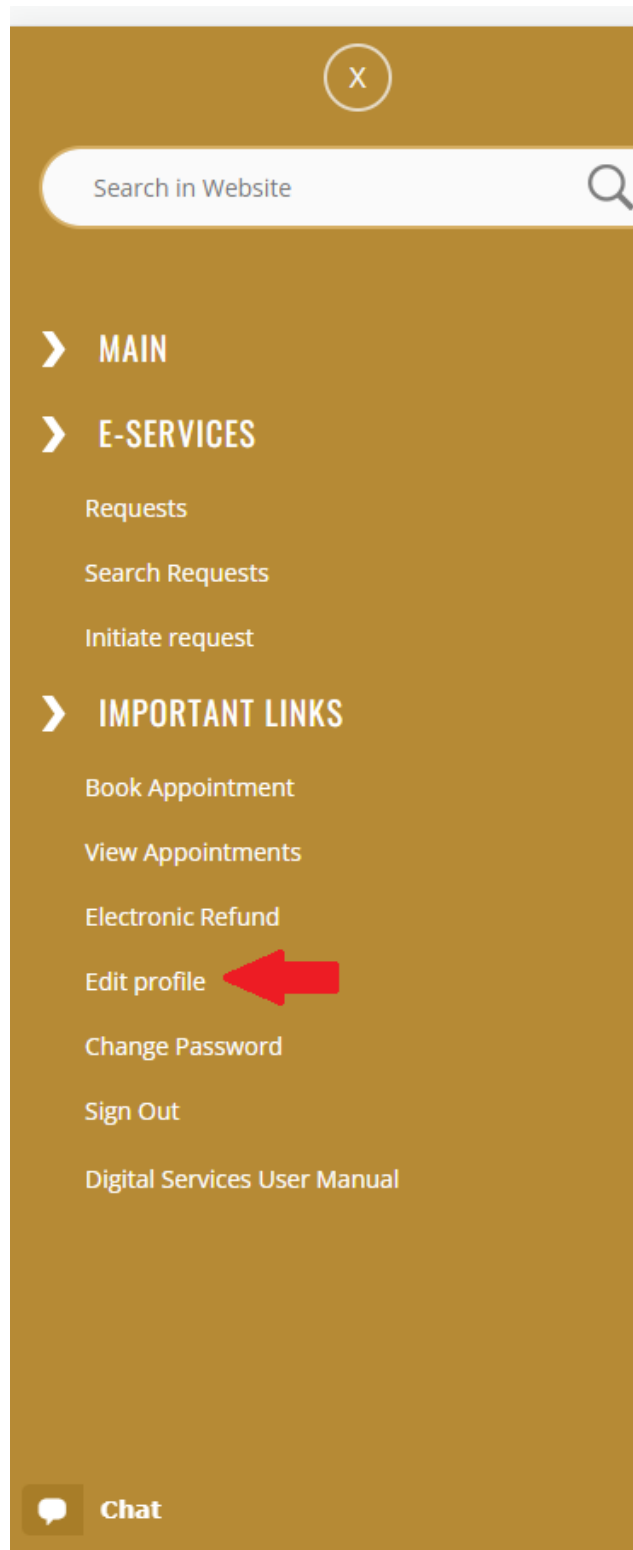 X
Search in Website
MAIN
E-SERVICES
Requests
Search Requests
Initiate request
IMPORTANT LINKS
Book Appointment
View Appointments
Electronic Refund
Edit profile
Change Password
Sign Out
Digital Services User Manual
Chat